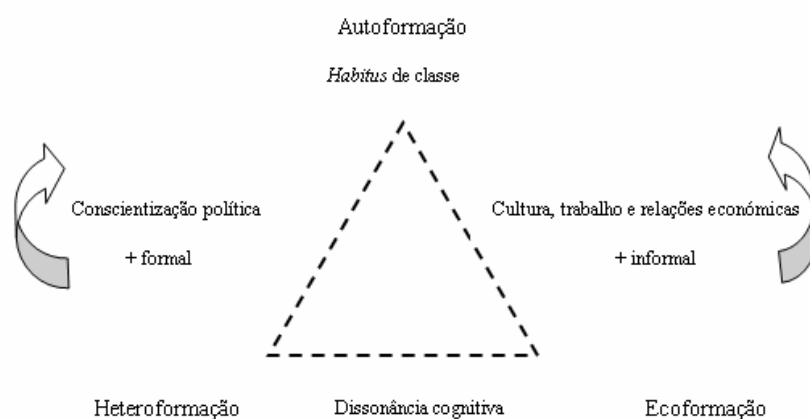 Autoformação
Habitus de classe
Conscientização política
Cultura, trabalho e relações económicas
+ formal
+ informal
Heteroformação
Dissonância cognitiva
Ecoformação